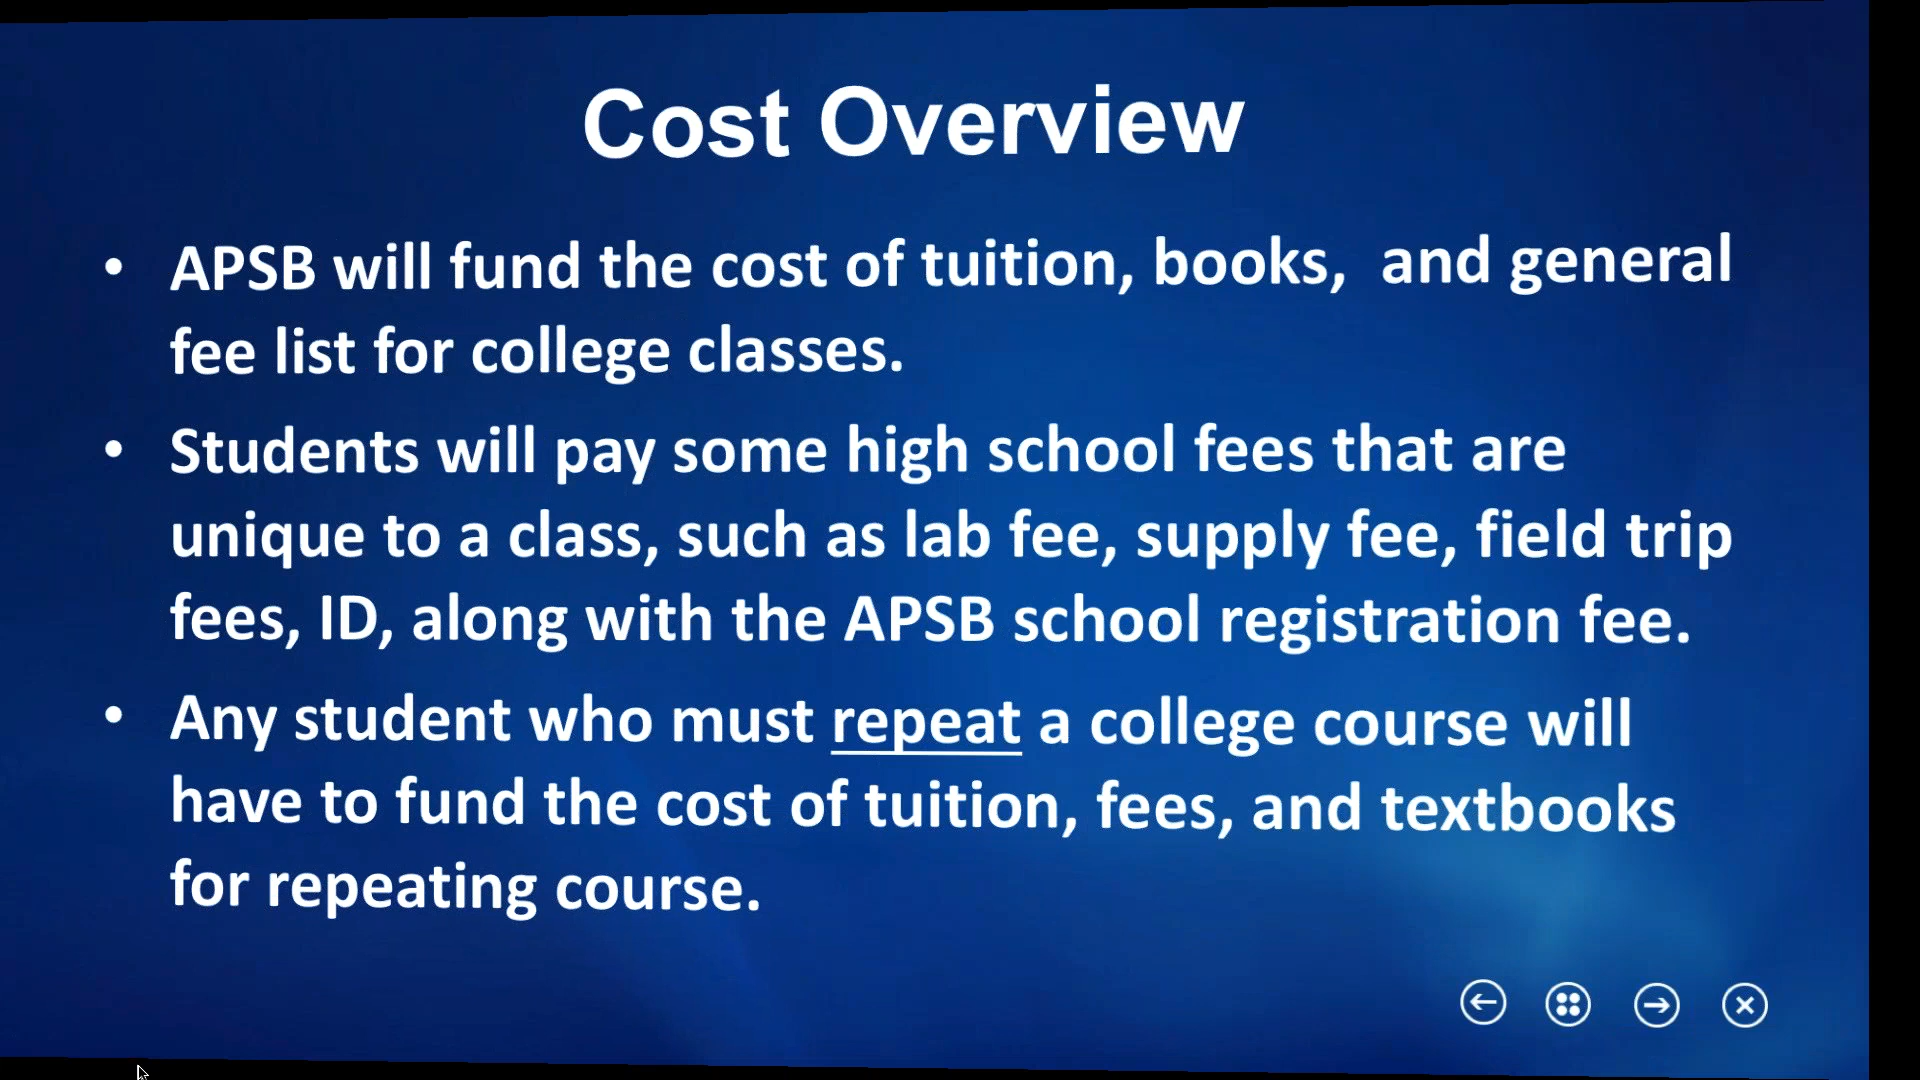 Cost Overview
• APSB will fund the cost of tuition, books,  and general
fee list for college classes.
• Students will pay some high school fees that are
unique to a class, such as lab fee, supply fee, field trip
fees, ID, along with the APSB school registration fee.
• Any student who must repeat a college course will
have to fund the cost of tuition, fees, and textbooks
for repeating course.